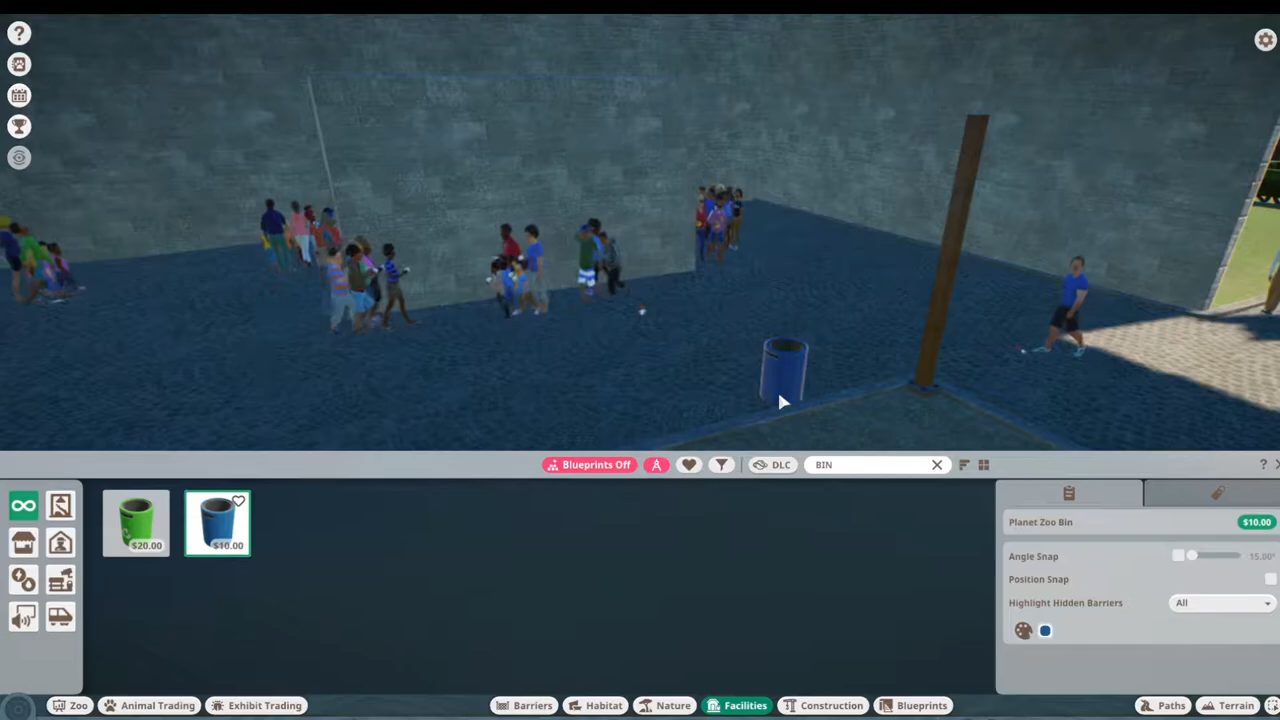 ?
Blueprints Off
DLC
BIN
?
$20.00
$10.00
Planet Zoo Bin
$10.00
Angle Snap
15.00°
Position Snap
Highlight Hidden Barriers
All
Zoo
Animal Trading
Exhibit Trading
Barriers
Habitat
Nature
Facilities
Construction
Blueprints
Paths
Terrain